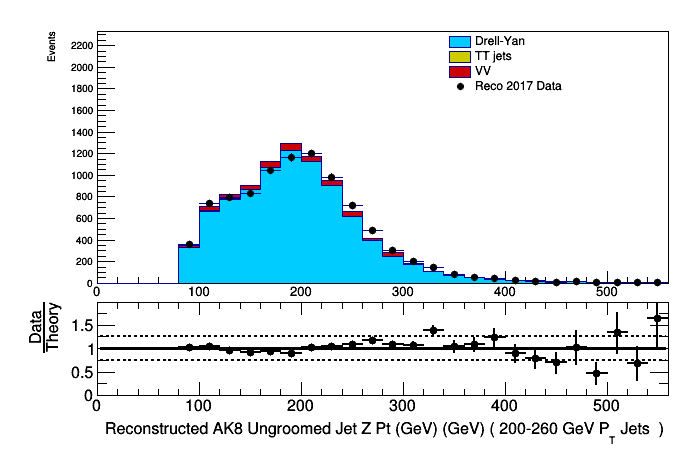 Events
2200
2000
1800
1600
1400
1200
1000
800
600
400
200
0
Drell-Yan
TT jets
VV
Reco 2017 Data
0 100 200 300 400 500
Data
Theory
1.5
1
0.5
0
0 100 200 300 400 500
Reconstructed AK8 Ungroomed Jet Z Pt (GeV) (GeV) ( 200-260 GeV P_T Jets )